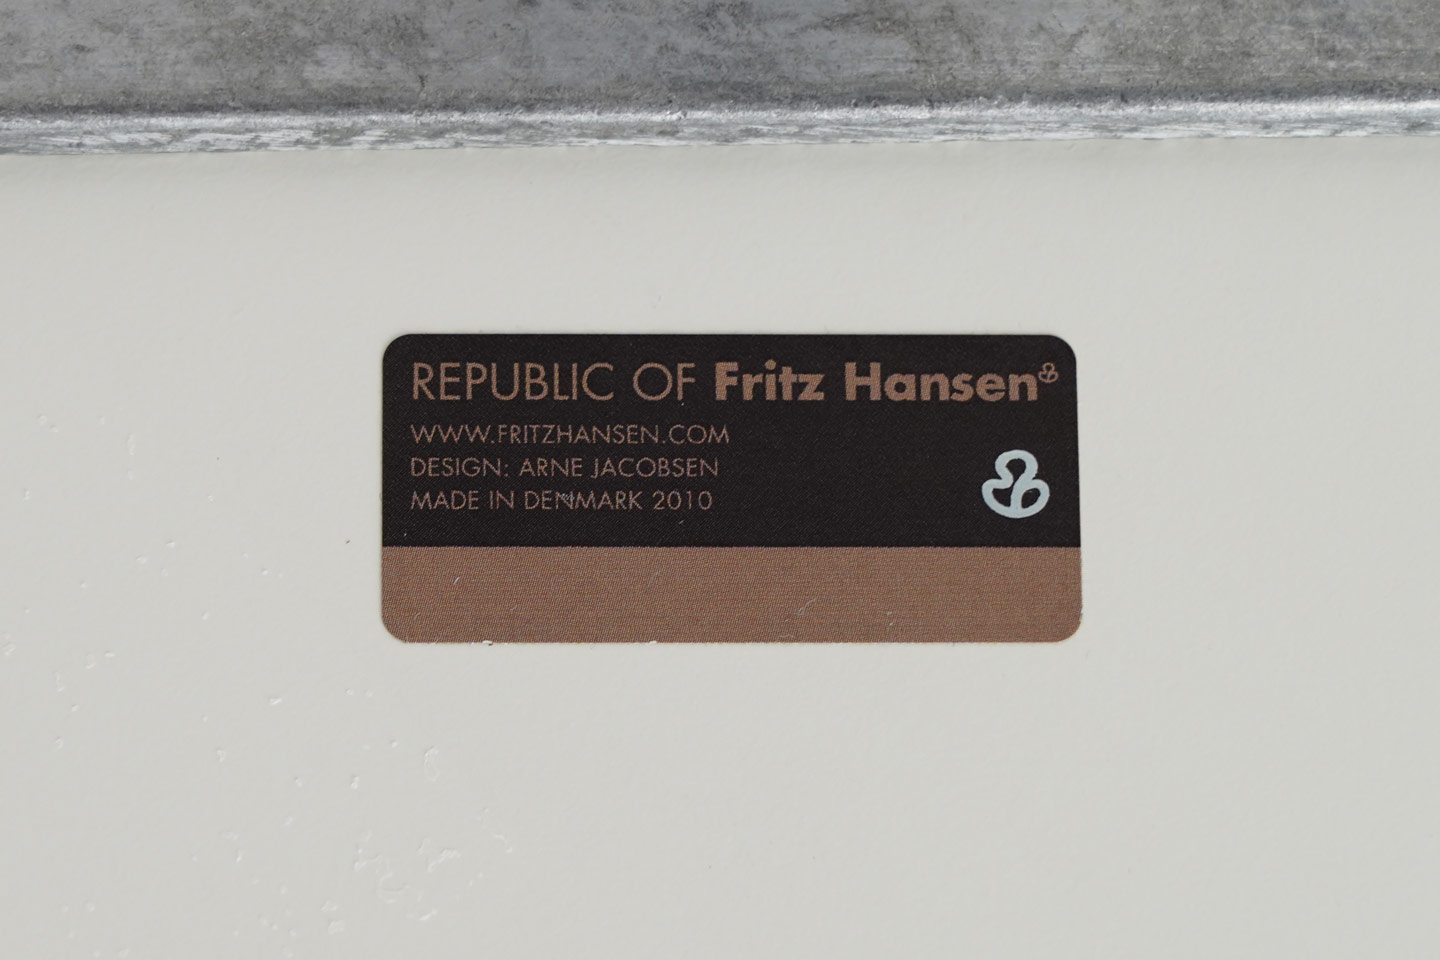 REPUBLIC OF Fritz Hansen
WWW.FRITZHANSEN.COM
DESIGN: ARNE JACOBSEN
MADE IN DENMARK 2010